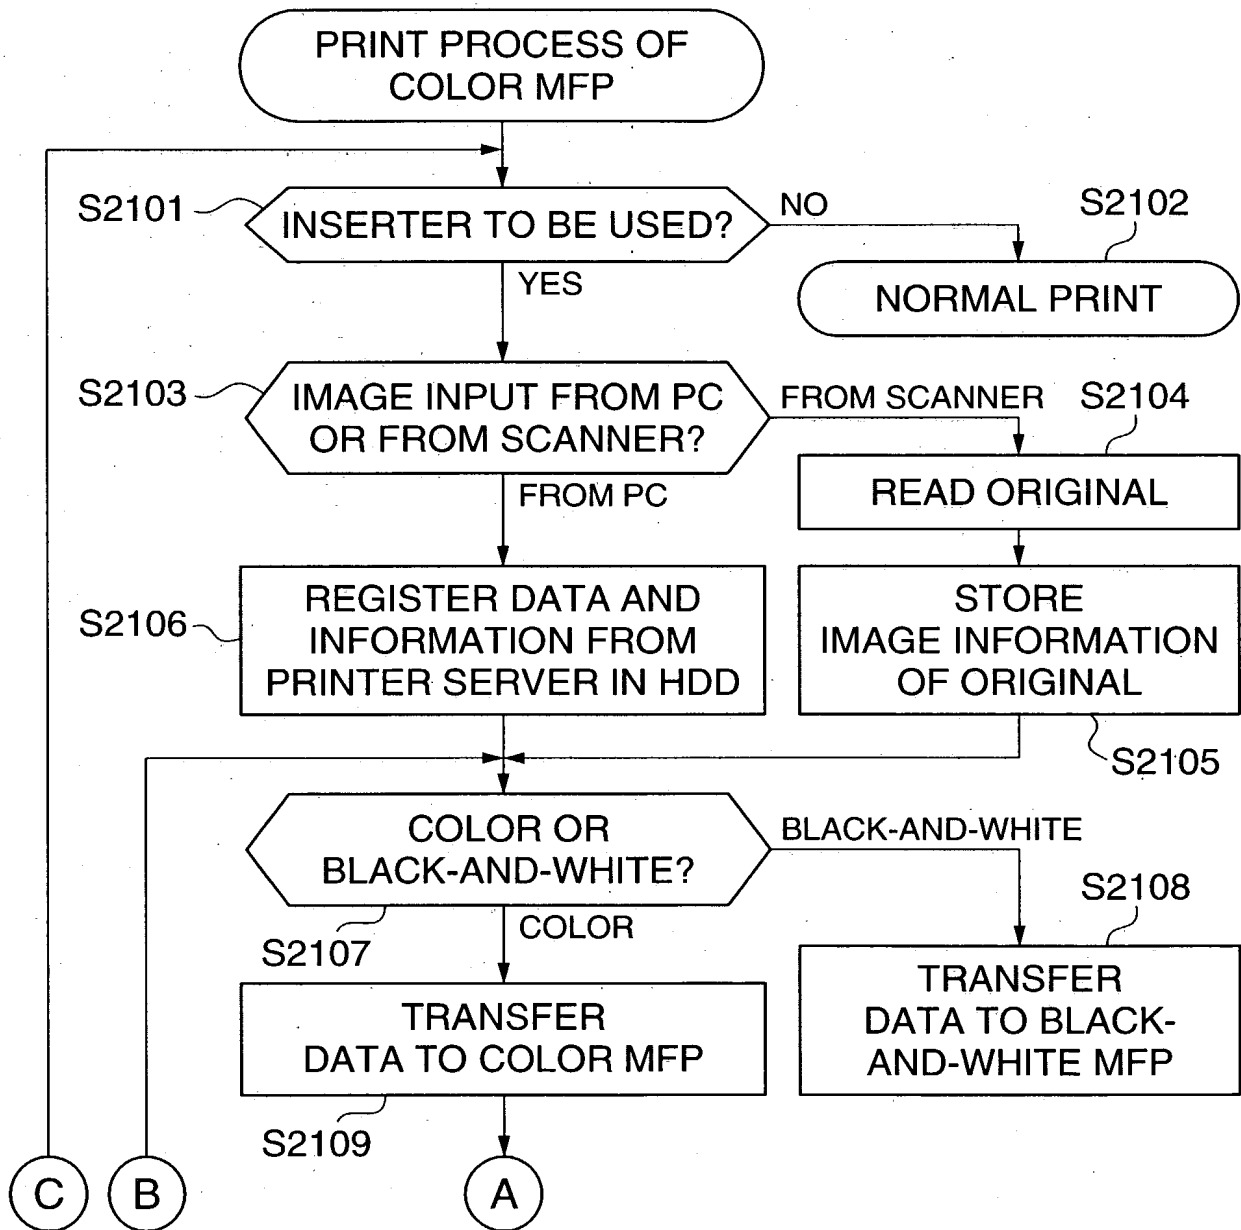 PRINT PROCESS OF
COLOR MFP
S2101
INSERTER TO BE USED?
NO
S2102
YES
NORMAL PRINT
S2103
IMAGE INPUT FROM PC
OR FROM SCANNER?
FROM SCANNER
S2104
FROM PC
READ ORIGINAL
S2106
REGISTER DATA AND
INFORMATION FROM
PRINTER SERVER IN HDD
STORE
IMAGE INFORMATION
OF ORIGINAL
S2105
COLOR OR
BLACK-AND-WHITE?
BLACK-AND-WHITE
S2107
COLOR
S2108
TRANSFER
DATA TO COLOR MFP
TRANSFER
DATA TO BLACK-
AND-WHITE MFP
S2109
C
B
A